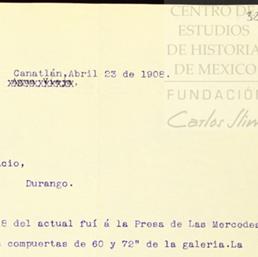 CENTRO DE
ESTUDIOS
DE HISTORIA
DE MEXICO
FUNDACIÓN
Carlos Slim
Canatlán,Abril 23 de 1908.
cio,
Durango.
8 del actual fuí á la Presa de Las Mercedes
compuertas de 60 y 72" de la galeria.La